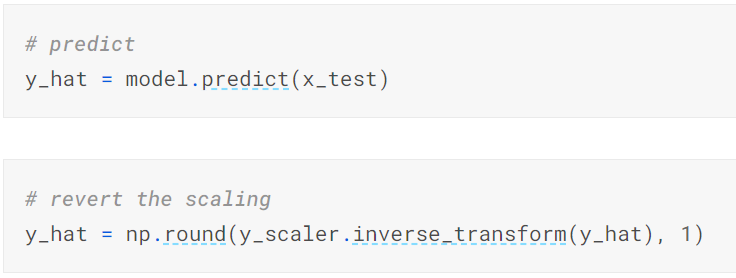 # predict
y_hat = model.predict(x_test)
# revert the scaling
y_hat = np.round(y_scaler.inverse_transform(y_hat), 1)